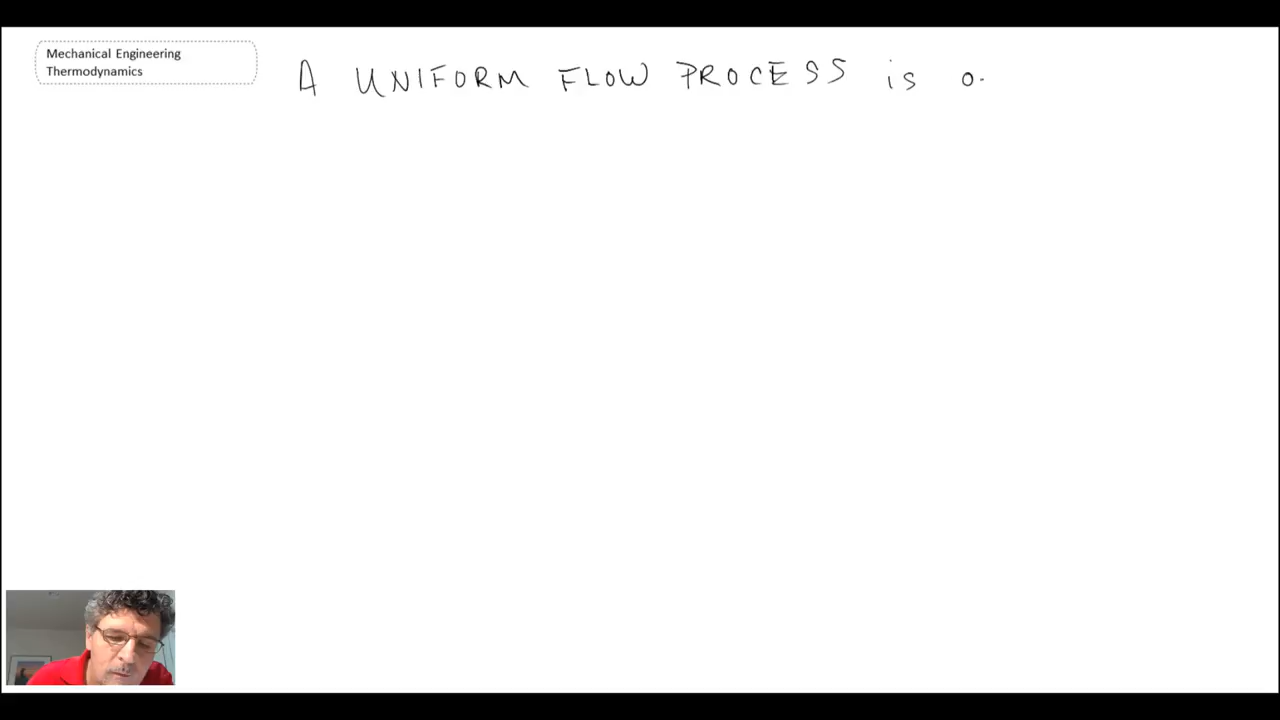 Mechanical Engineering
Thermodynamics
A UNIFORM FLOW PROCESS is